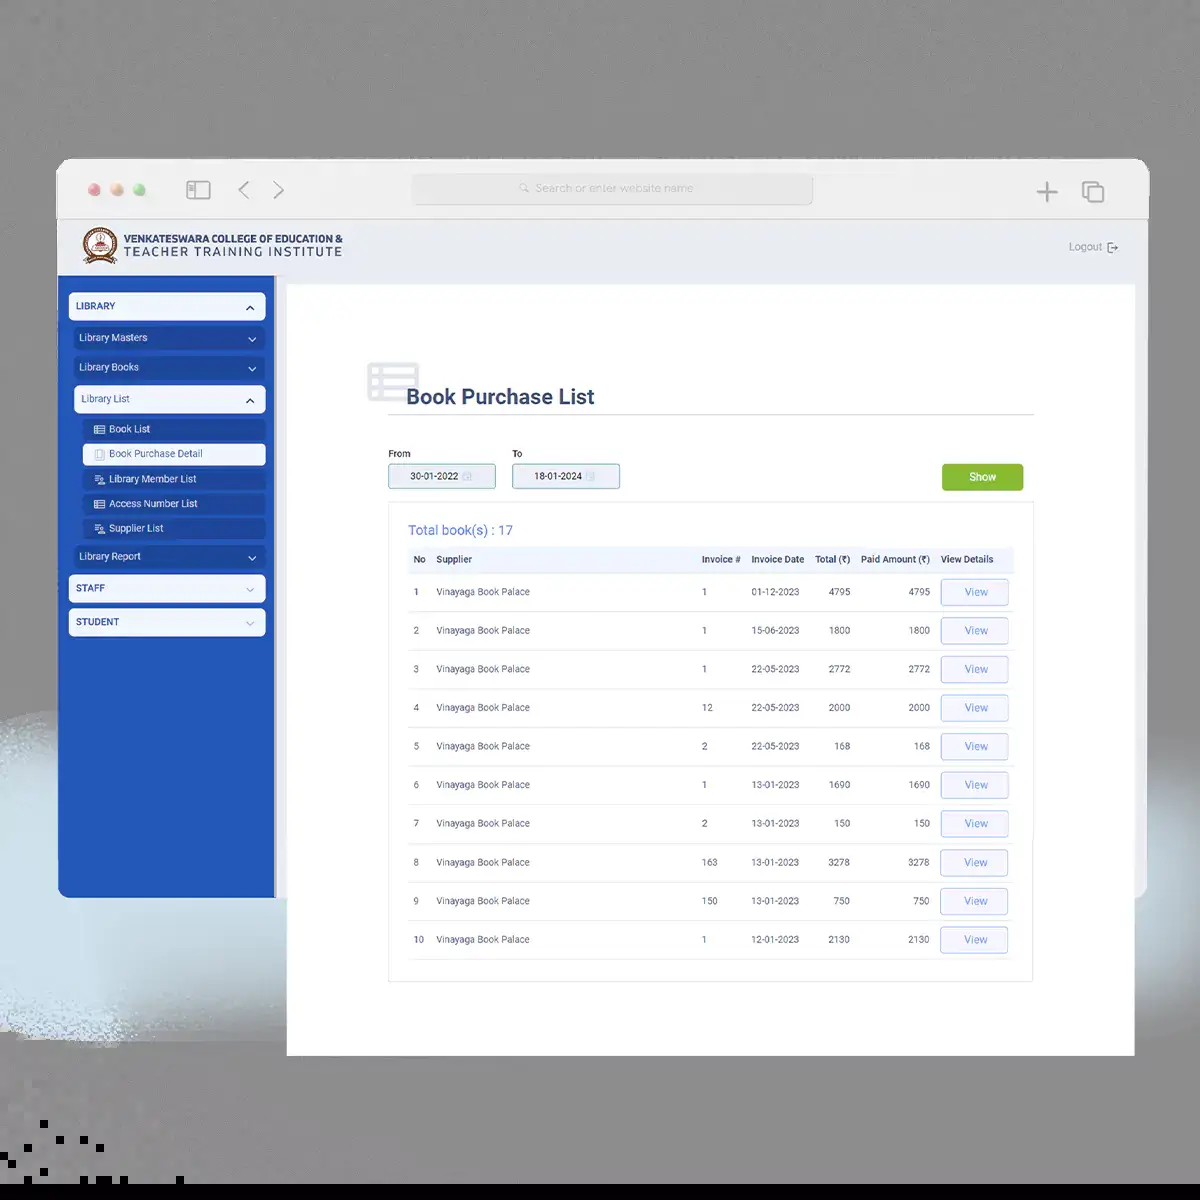 Search or enter website name
VENKATESWARA COLLEGE OF EDUCATION &
TEACHER TRAINING INSTITUTE
Logout
LIBRARY
Library Masters
Library Books
Library List
Book List
Book Purchase Detail
Library Member List
Access Number List
Supplier List
Library Report
STAFF
STUDENT
Book Purchase List
From To
30-01-2022 18-01-2024 Show
Total book(s) : 17
No Supplier Invoice # Invoice Date Total (₹) Paid Amount (₹) View Details
1 Vinayaga Book Palace 1 01-12-2023 4795 4795 View
2 Vinayaga Book Palace 1 15-06-2023 1800 1800 View
3 Vinayaga Book Palace 1 22-05-2023 2772 2772 View
4 Vinayaga Book Palace 12 22-05-2023 2000 2000 View
5 Vinayaga Book Palace 2 22-05-2023 168 168 View
6 Vinayaga Book Palace 1 13-01-2023 1690 1690 View
7 Vinayaga Book Palace 2 13-01-2023 150 150 View
8 Vinayaga Book Palace 163 13-01-2023 3278 3278 View
9 Vinayaga Book Palace 150 13-01-2023 750 750 View
10 Vinayaga Book Palace 1 12-01-2023 2130 2130 View